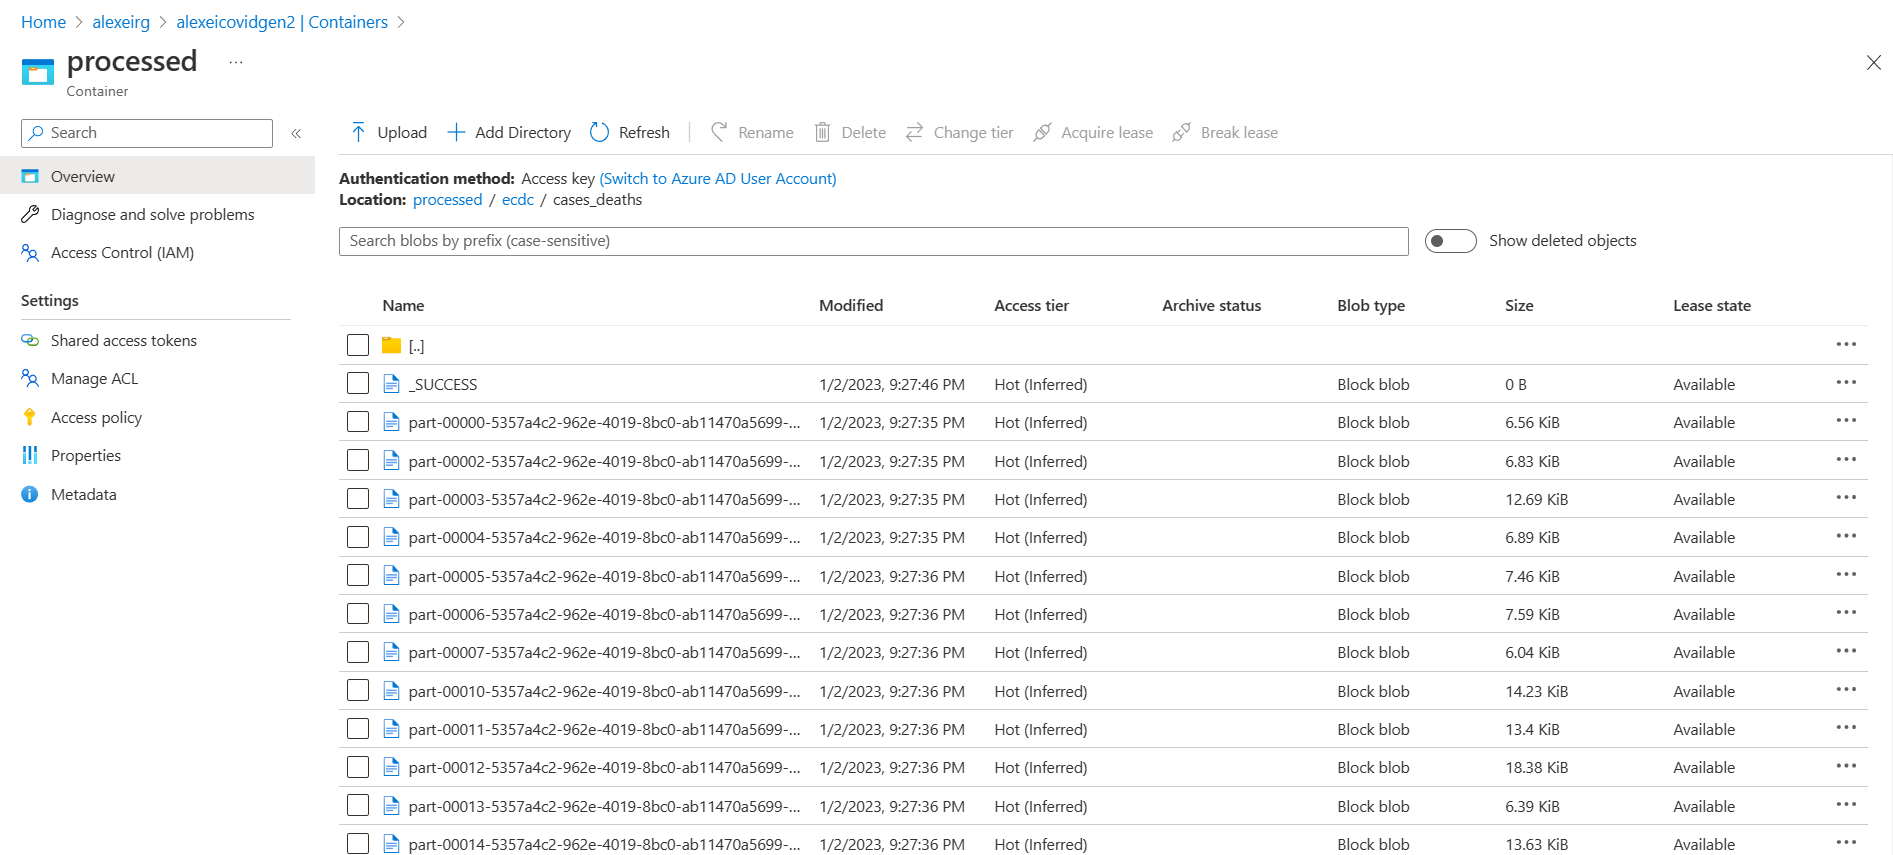 Home > alexeirg > alexeicovidgen2 | Containers >
processed ...
Container
Search «
Upload Add Directory Refresh | Rename Delete Change tier Acquire lease Break lease
Overview
Diagnose and solve problems
Access Control (IAM)
Settings
Shared access tokens
Manage ACL
Access policy
Properties
Metadata
Authentication method: Access key (Switch to Azure AD User Account)
Location: processed / ecdc / cases_deaths
Search blobs by prefix (case-sensitive) Show deleted objects
Name Modified Access tier Archive status Blob type Size Lease state
[..] ...
_SUCCESS 1/2/2023, 9:27:46 PM Hot (Inferred) Block blob 0 B Available ...
part-00000-5357a4c2-962e-4019-8bc0-ab11470a5699-... 1/2/2023, 9:27:35 PM Hot (Inferred) Block blob 6.56 KiB Available ...
part-00002-5357a4c2-962e-4019-8bc0-ab11470a5699-... 1/2/2023, 9:27:35 PM Hot (Inferred) Block blob 6.83 KiB Available ...
part-00003-5357a4c2-962e-4019-8bc0-ab11470a5699-... 1/2/2023, 9:27:35 PM Hot (Inferred) Block blob 12.69 KiB Available ...
part-00004-5357a4c2-962e-4019-8bc0-ab11470a5699-... 1/2/2023, 9:27:35 PM Hot (Inferred) Block blob 6.89 KiB Available ...
part-00005-5357a4c2-962e-4019-8bc0-ab11470a5699-... 1/2/2023, 9:27:36 PM Hot (Inferred) Block blob 7.46 KiB Available ...
part-00006-5357a4c2-962e-4019-8bc0-ab11470a5699-... 1/2/2023, 9:27:36 PM Hot (Inferred) Block blob 7.59 KiB Available ...
part-00007-5357a4c2-962e-4019-8bc0-ab11470a5699-... 1/2/2023, 9:27:36 PM Hot (Inferred) Block blob 6.04 KiB Available ...
part-00010-5357a4c2-962e-4019-8bc0-ab11470a5699-... 1/2/2023, 9:27:36 PM Hot (Inferred) Block blob 14.23 KiB Available ...
part-00011-5357a4c2-962e-4019-8bc0-ab11470a5699-... 1/2/2023, 9:27:36 PM Hot (Inferred) Block blob 13.4 KiB Available ...
part-00012-5357a4c2-962e-4019-8bc0-ab11470a5699-... 1/2/2023, 9:27:36 PM Hot (Inferred) Block blob 18.38 KiB Available ...
part-00013-5357a4c2-962e-4019-8bc0-ab11470a5699-... 1/2/2023, 9:27:36 PM Hot (Inferred) Block blob 6.39 KiB Available ...
part-00014-5357a4c2-962e-4019-8bc0-ab11470a5699-... 1/2/2023, 9:27:36 PM Hot (Inferred) Block blob 13.63 KiB Available ...